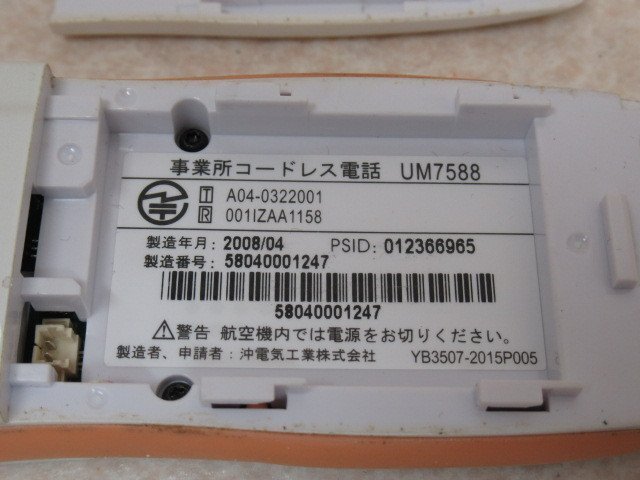 事業所コードレス電話 UM7588
T A04-0322001
R 001IZAA1158
製造年月：2008/04 PSID：012366965
製造番号：58040001247
58040001247
⚠警告 航空機内では電源をお切りください。
製造者、申請者：沖電気工業株式会社 YB3507-2015P005